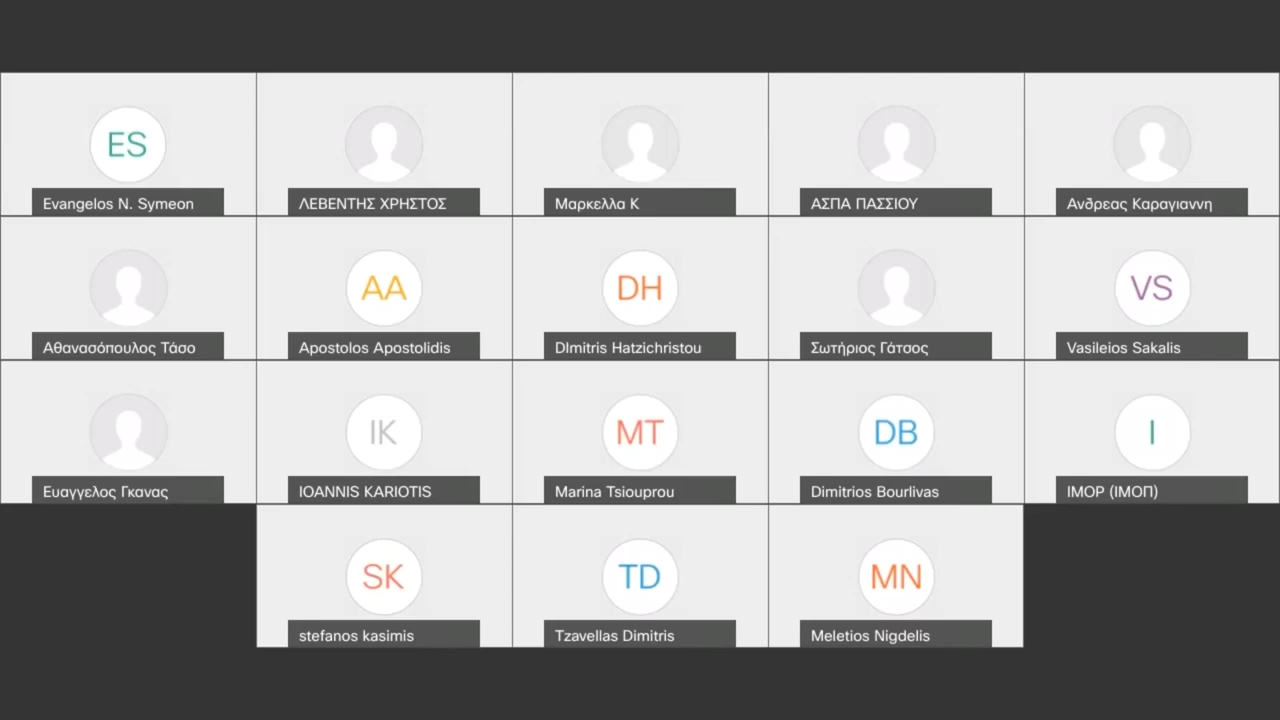 ES
Evangelos N. Symeon
ΛΕΒΕΝΤΗΣ ΧΡΗΣΤΟΣ
Μαρκελλα Κ
ΑΣΠΑ ΠΑΣΣΙΟΥ
Ανδρεας Καραγιαννη
Αθανασόπουλος Τάσο
AA
Apostolos Apostolidis
DH
DImitris Hatzichristou
Σωτήριος Γάτσος
VS
Vasileios Sakalis
Ευαγγελος Γκανας
IK
IOANNIS KARIOTIS
MT
Marina Tsiouprou
DB
Dimitrios Bourlivas
I
IMOP (ΙΜΟΠ)
SK
stefanos kasimis
TD
Tzavellas Dimitris
MN
Meletios Nigdelis